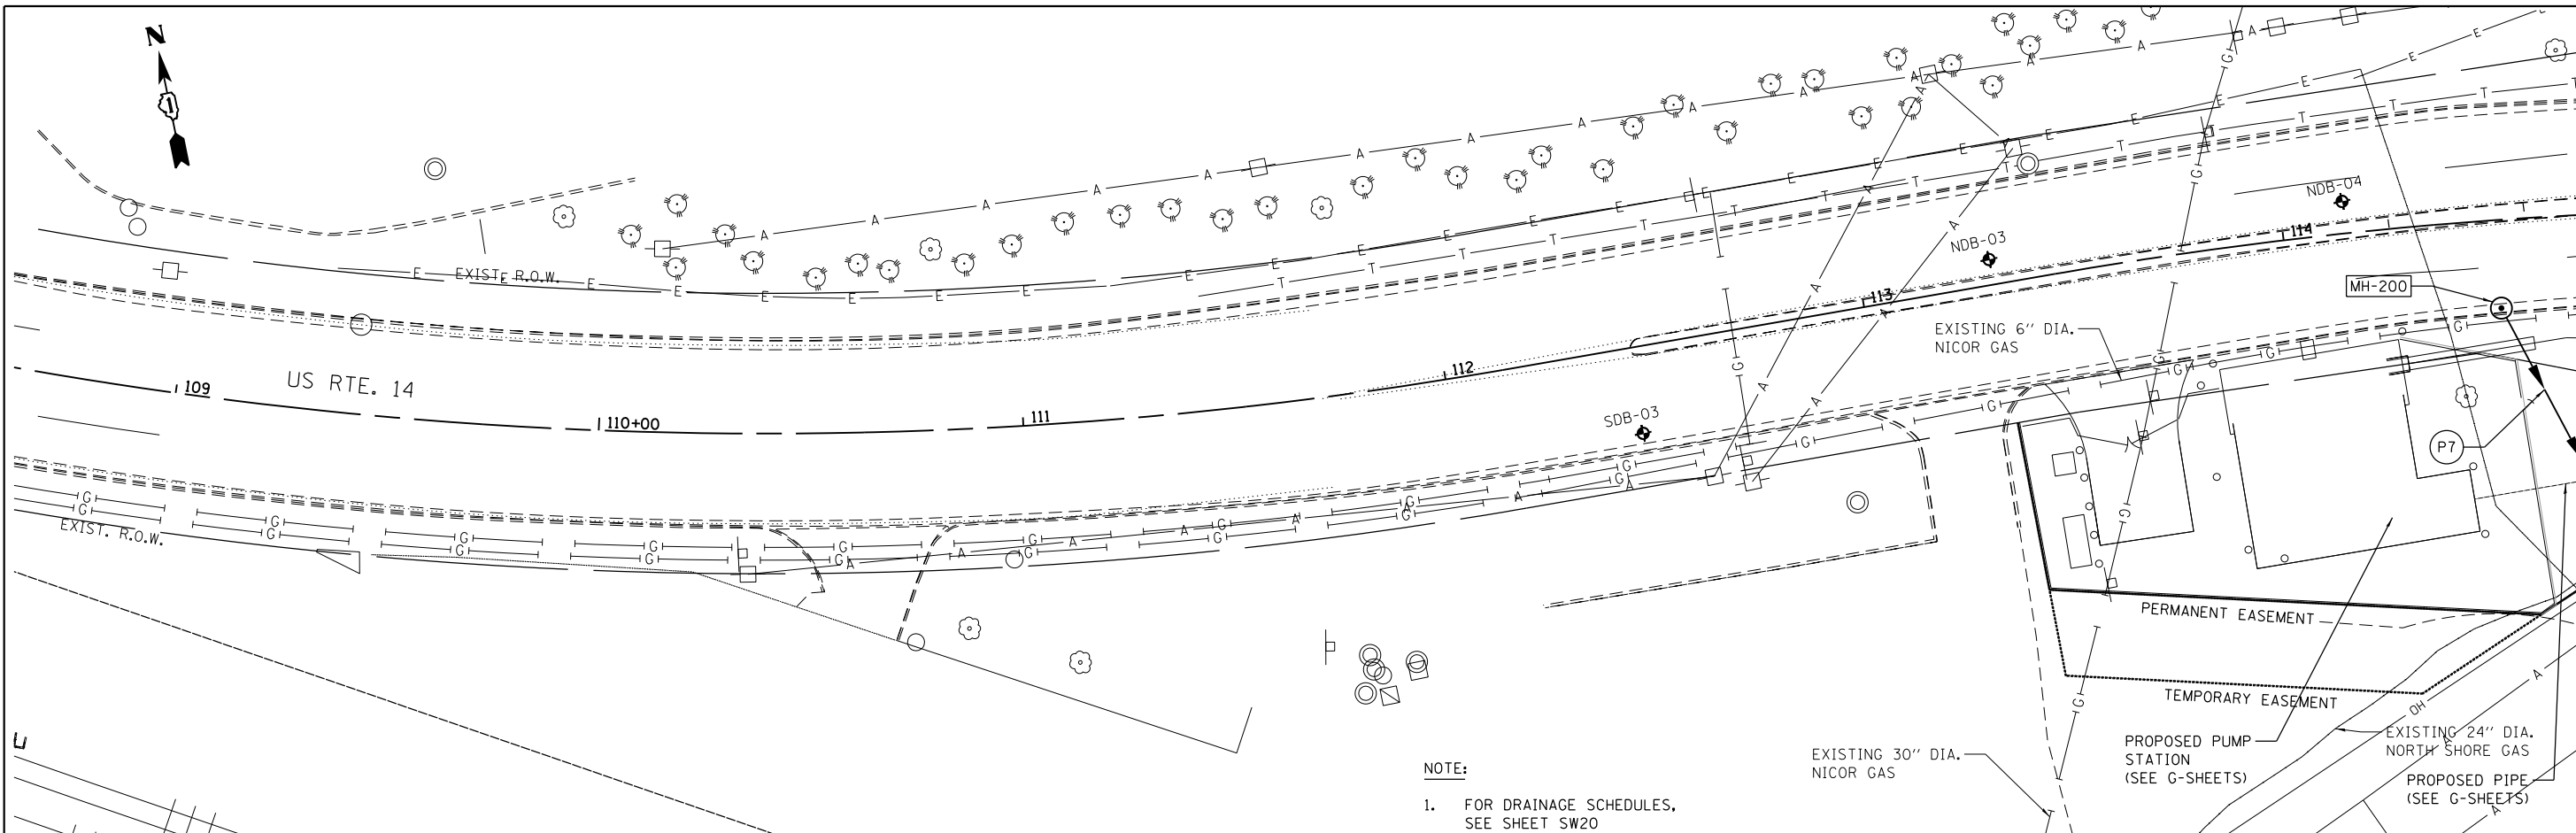 N
1
EXIST. R.O.W.
US RTE. 14
109
110+00
111
112
113
114
NDB-03
NDB-04
SDB-03
MH-200
P7
EXISTING 6" DIA.
NICOR GAS
EXIST. R.O.W.
PERMANENT EASEMENT
TEMPORARY EASEMENT
OH
EXISTING 30" DIA.
NICOR GAS
PROPOSED PUMP
STATION
(SEE G-SHEETS)
EXISTING 24" DIA.
NORTH SHORE GAS
PROPOSED PIPE
(SEE G-SHEETS)
NOTE:
1. FOR DRAINAGE SCHEDULES,
SEE SHEET SW20